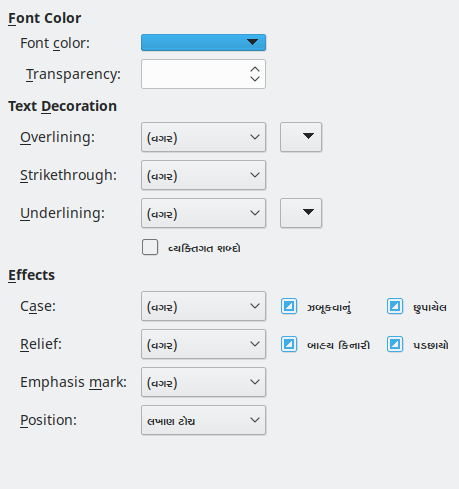 Font Color
Font color:
Transparency:
Text Decoration
Overlining: (વગર)
Strikethrough: (વગર)
Underlining: (વગર)
વ્યક્તિગત શબ્દો
Effects
Case: (વગર) ઝબૂકવાનું છુપાયેલ
Relief: (વગર) બાહ્ય કિનારી પડછાયો
Emphasis mark: (વગર)
Position: લખાણ ટોચ